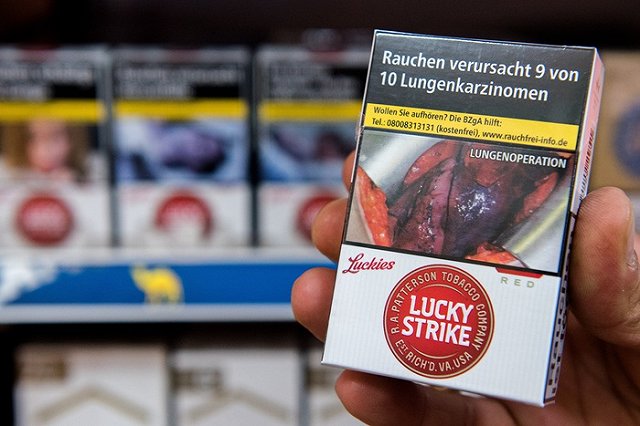 Rauchen verursacht 9 von
10 Lungenkarzinomen
Wollen Sie aufhören? Die BZgA hilft:
Tel.: 08008313131 (kostenfrei), www.rauchfrei-info.de
LUNGENOPERATION
Luckies
RED
R.A. PATTERSON TOBACCO COMPANY
LUCKY
STRIKE
EST RICH'D. VA. USA